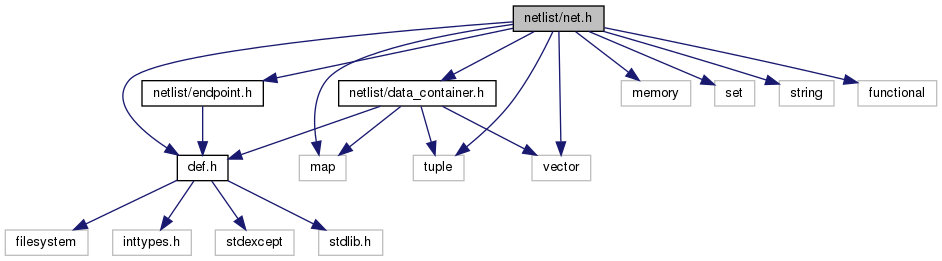 netlist/net.h
netlist/endpoint.h
netlist/data_container.h
memory
set
string
functional
def.h
map
tuple
vector
filesystem
inttypes.h
stdexcept
stdlib.h